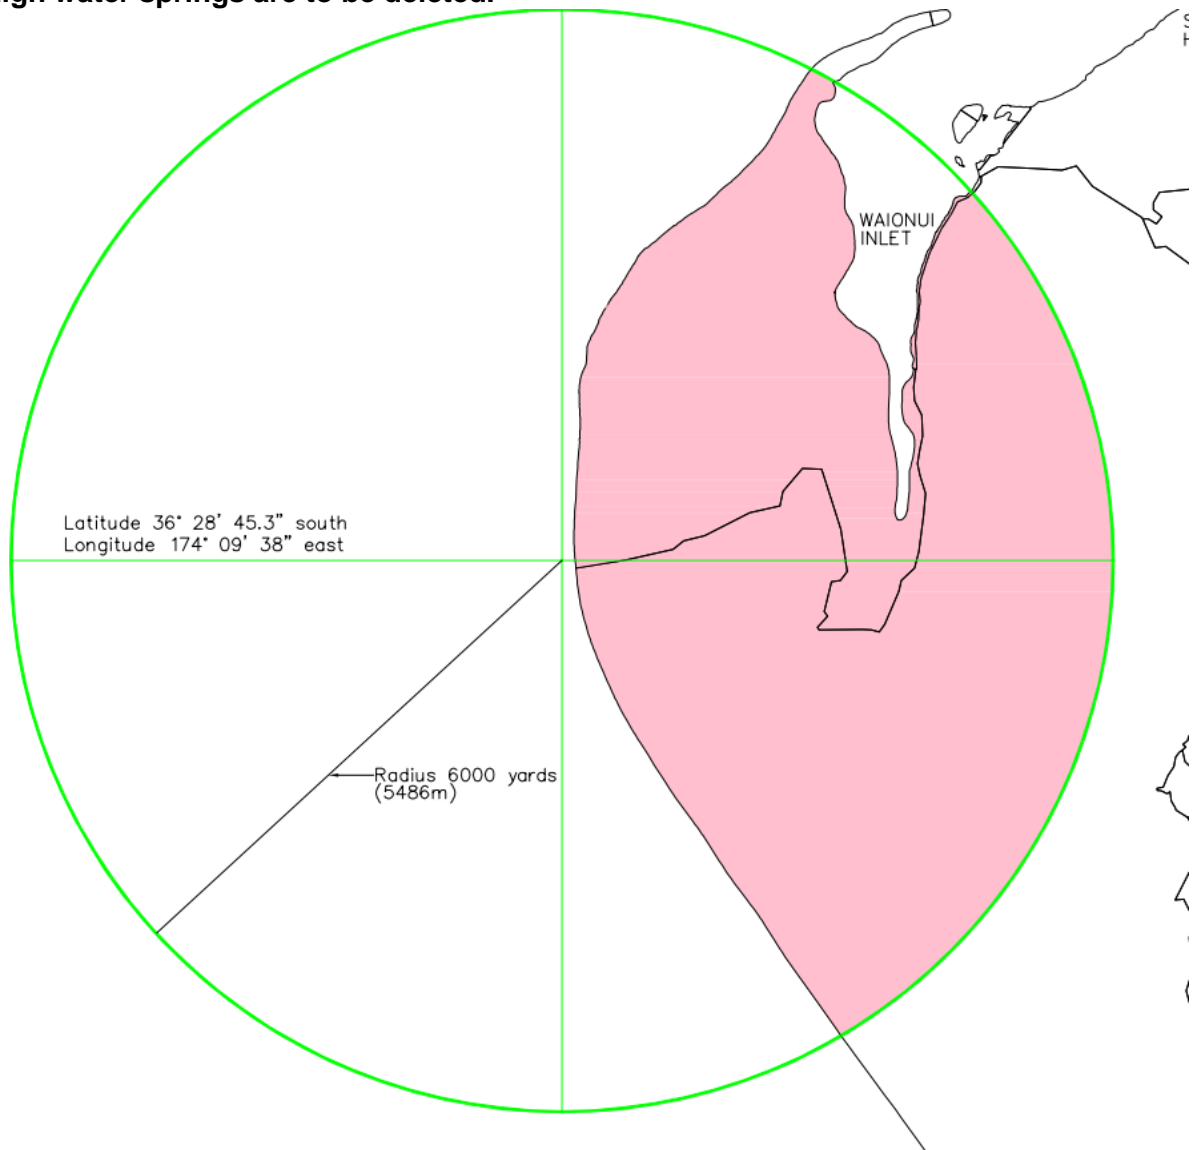 water springs are to be deleted.
WAIONUI
INLET
Latitude 36° 28' 45.3" south
Longitude 174° 09' 38" east
Radius 6000 yards
(5486m)